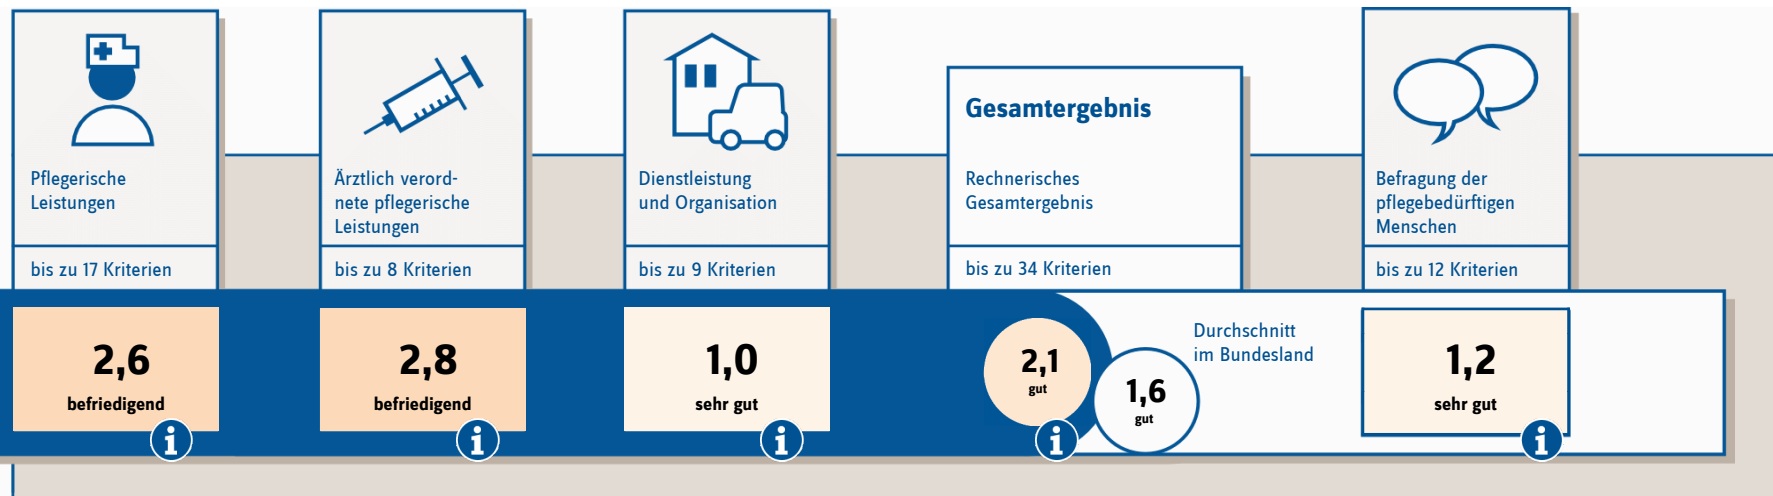 Pflegerische
Leistungen
bis zu 17 Kriterien
2,6
befriedigend
i
Ärztlich verord-
nete pflegerische
Leistungen
bis zu 8 Kriterien
2,8
befriedigend
i
Dienstleistung
und Organisation
bis zu 9 Kriterien
1,0
sehr gut
i
Gesamtergebnis
Rechnerisches
Gesamtergebnis
bis zu 34 Kriterien
2,1
gut
i
1,6
gut
Durchschnitt
im Bundesland
Befragung der
pflegebedürftigen
Menschen
bis zu 12 Kriterien
1,2
sehr gut
i